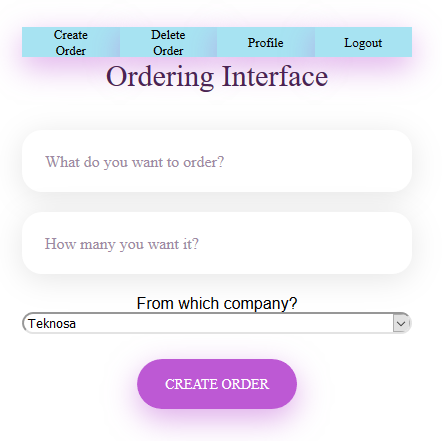 Create Order
Delete Order
Profile
Logout
Ordering Interface
What do you want to order?
How many you want it?
From which company?
Teknosa
CREATE ORDER